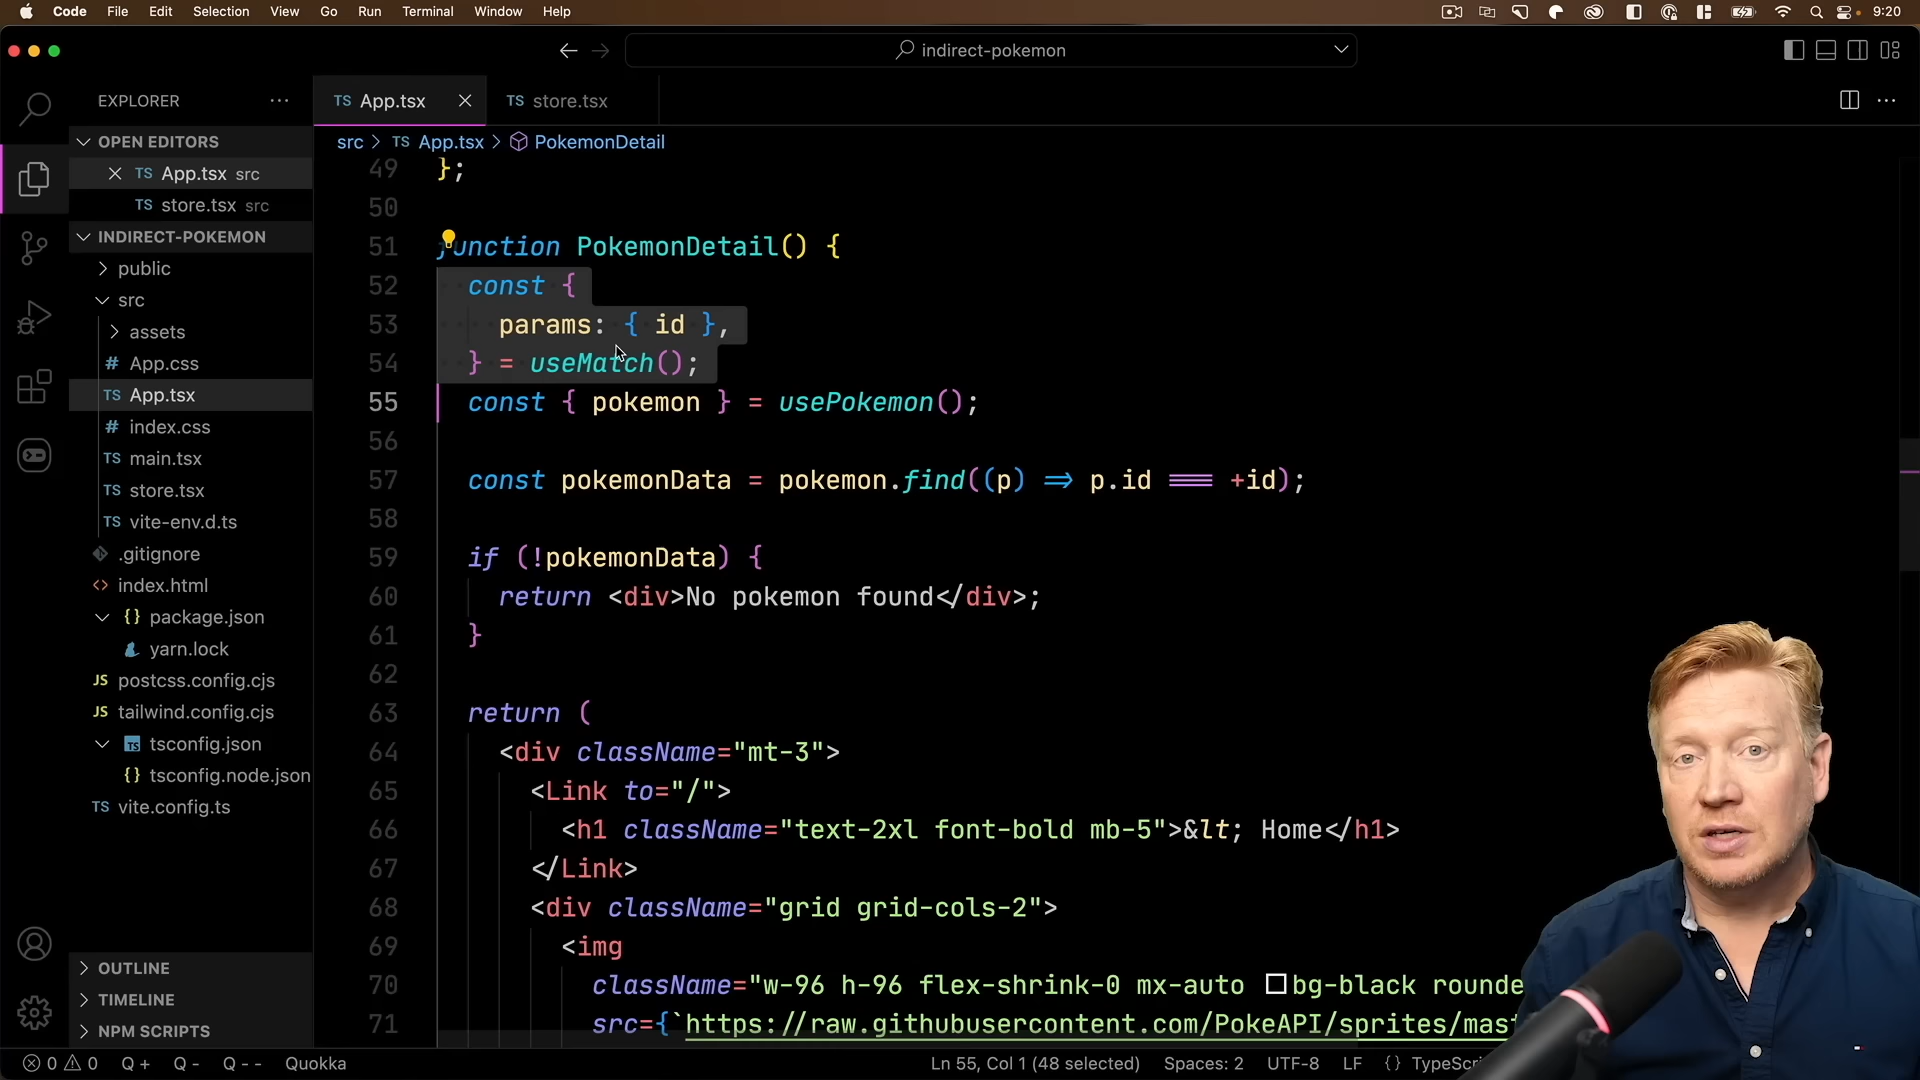 Code File Edit Selection View Go Run Terminal Window Help 9:20
indirect-pokemon
EXPLORER
TS App.tsx
TS store.tsx
OPEN EDITORS
src > TS App.tsx > PokemonDetail
TS App.tsx src
TS store.tsx src
INDIRECT-POKEMON
public
src
assets
# App.css
TS App.tsx
# index.css
TS main.tsx
TS store.tsx
TS vite-env.d.ts
.gitignore
<> index.html
{} package.json
yarn.lock
JS postcss.config.cjs
JS tailwind.config.cjs
TS tsconfig.json
{} tsconfig.node.json
TS vite.config.ts
OUTLINE
TIMELINE
NPM SCRIPTS
49 };
50
51 function PokemonDetail() {
52 const {
53 params: { id },
54 } = useMatch();
55 const { pokemon } = usePokemon();
56
57 const pokemonData = pokemon.find((p) => p.id === +id);
58
59 if (!pokemonData) {
60 return <div>No pokemon found</div>;
61 }
62
63 return (
64 <div className="mt-3">
65 <Link to="/">
66 <h1 className="text-2xl font-bold mb-5">&lt; Home</h1>
67 </Link>
68 <div className="grid grid-cols-2">
69 <img
70 className="w-96 h-96 flex-shrink-0 mx-auto bg-black rounde
71 src={`https://raw.githubusercontent.com/PokeAPI/sprites/mast
0 0 Q + Q - Q - - Quokka
Ln 55, Col 1 (48 selected) Spaces: 2 UTF-8 LF {} TypeScri